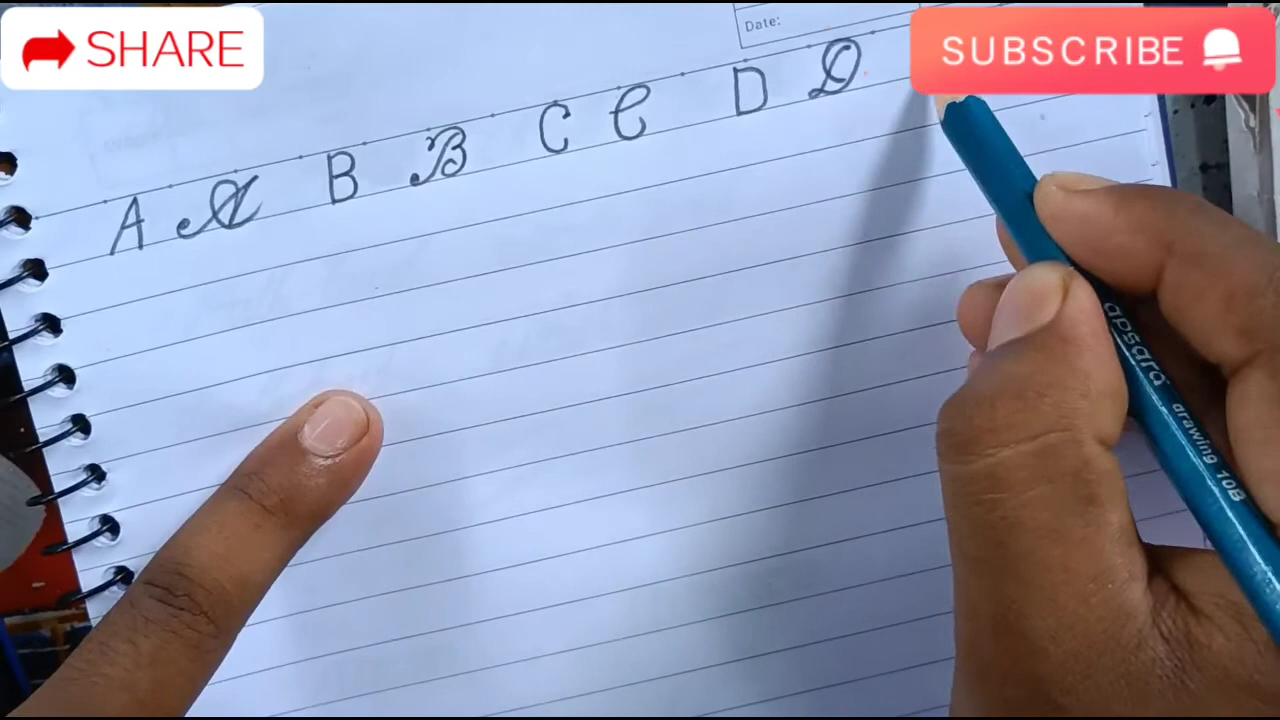 SHARE
SUBSCRIBE
Date:
A A B B C C D D
apsara drawing 10B